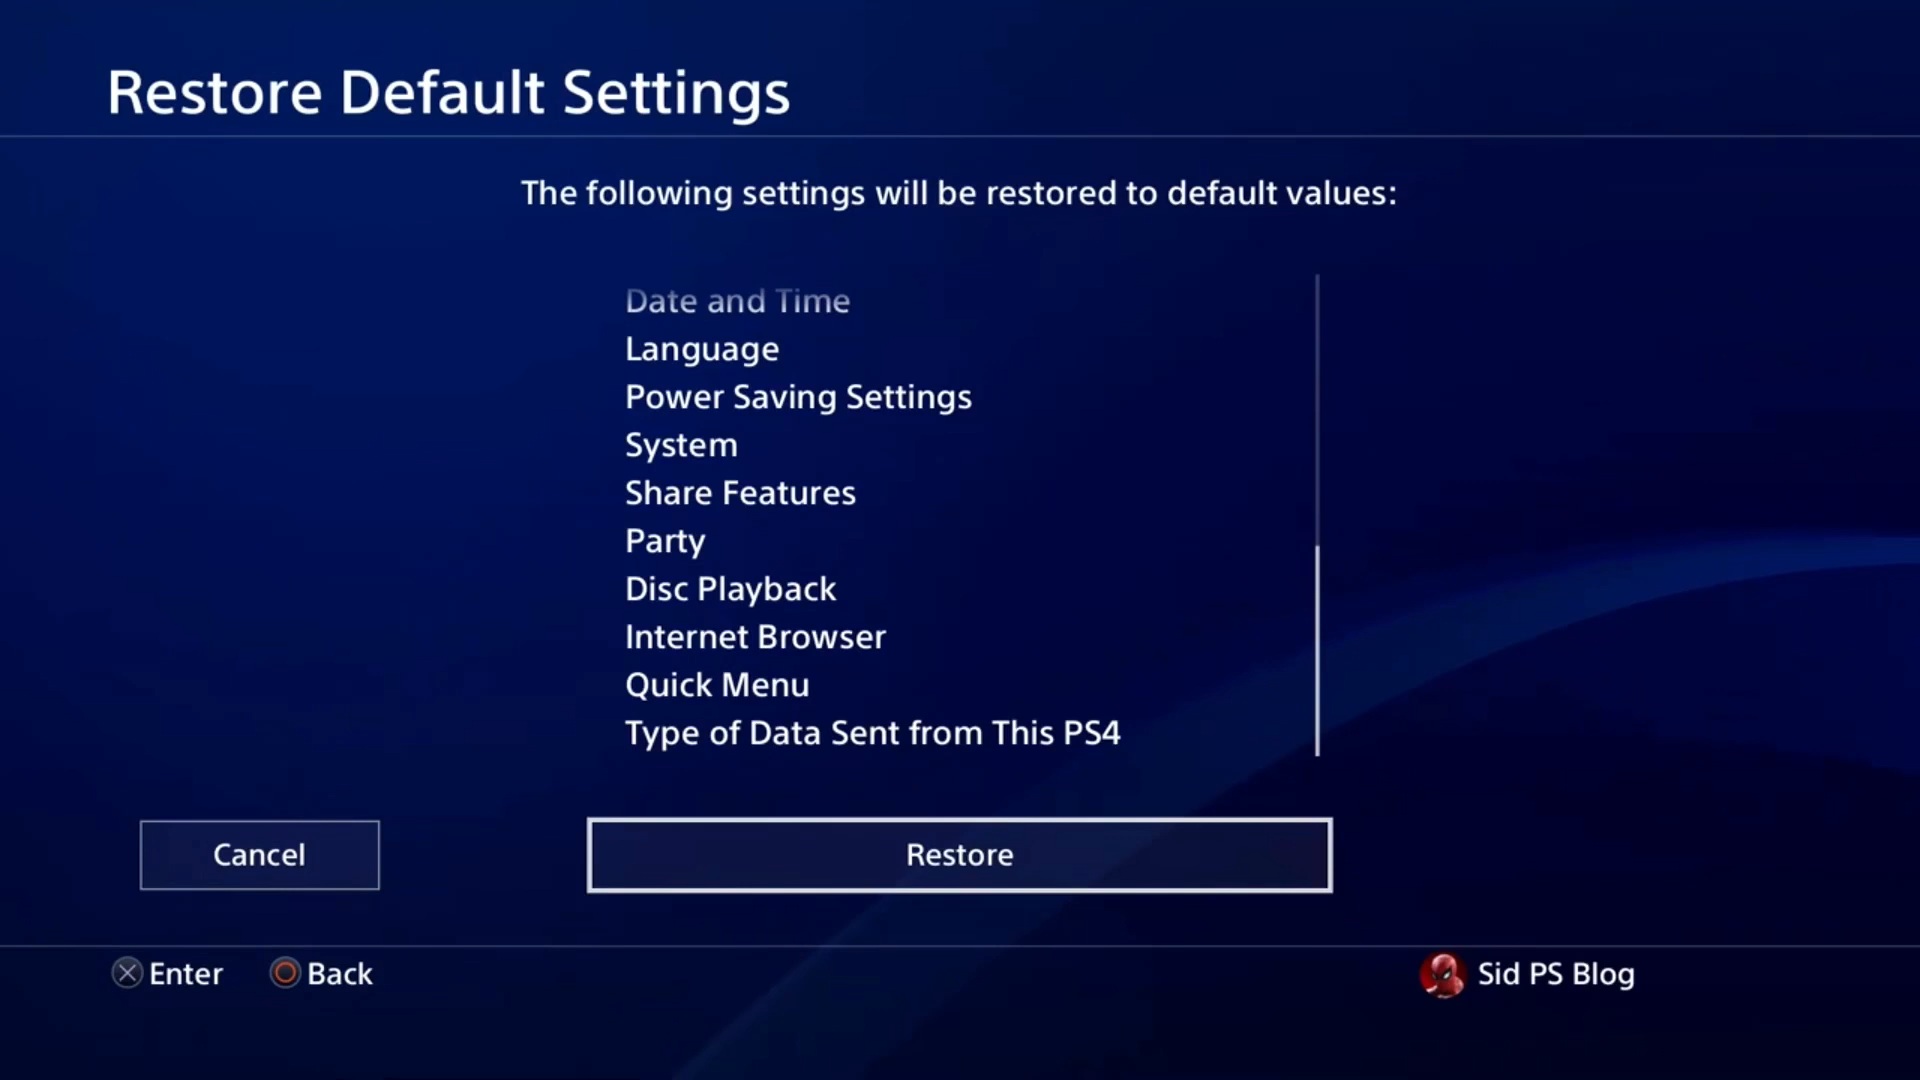 Restore Default Settings
The following settings will be restored to default values:
Date and Time
Language
Power Saving Settings
System
Share Features
Party
Disc Playback
Internet Browser
Quick Menu
Type of Data Sent from This PS4
Cancel
Restore
Enter
Back
Sid PS Blog